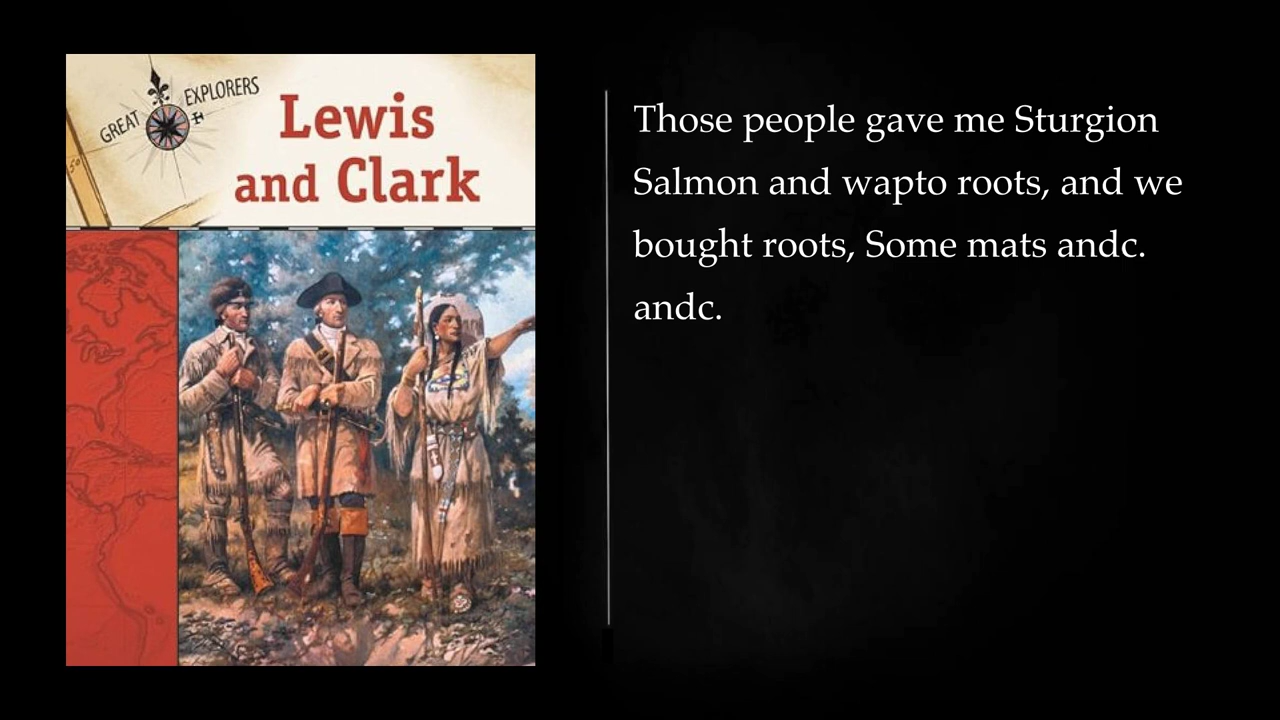 GREAT EXPLORERS
Lewis
and Clark
50
Those people gave me Sturgion
Salmon and wapto roots, and we
bought roots, Some mats andc.
andc.